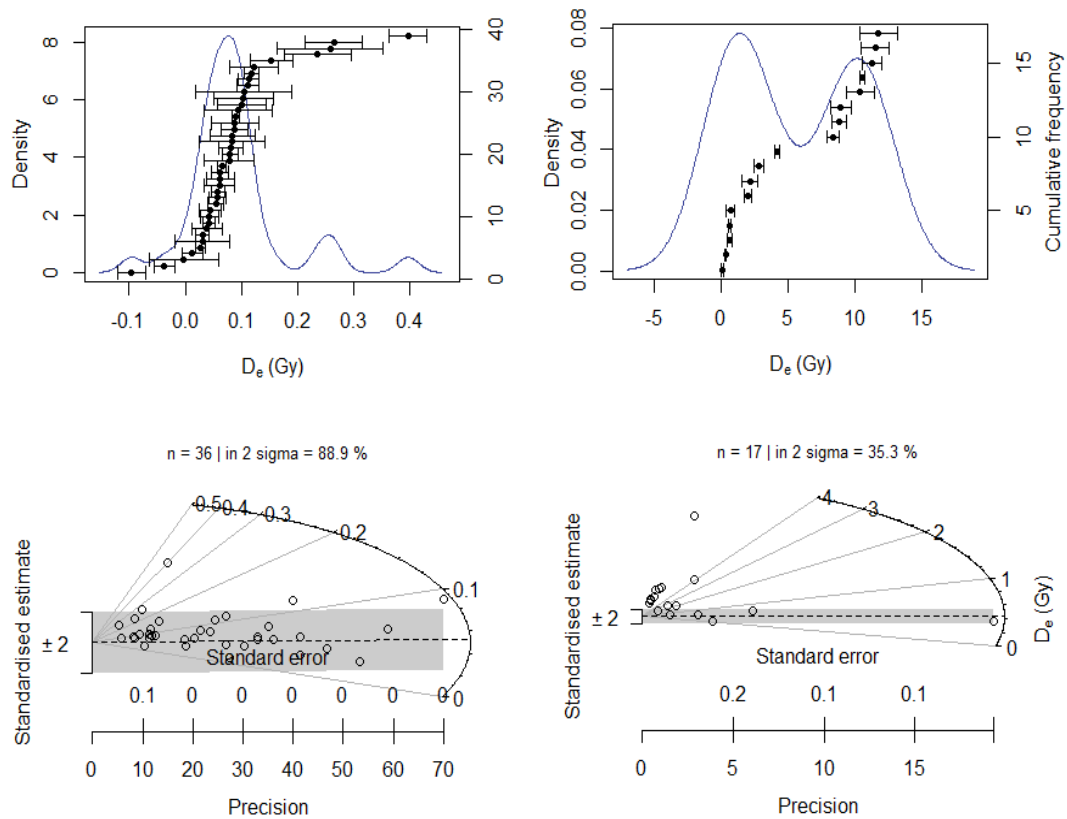 Density
0 2 4 6 8
0 10 20 30 40
-0.1 0.0 0.1 0.2 0.3 0.4
De (Gy)
Density
0.00 0.02 0.04 0.06 0.08
Cumulative frequency
5 10 15
-5 0 5 10 15
De (Gy)
n = 36 | in 2 sigma = 88.9 %
Standardised estimate
± 2
0.5
0.4
0.3
0.2
0.1
0
Standard error
0.1 0 0 0 0 0 0
0 10 20 30 40 50 60 70
Precision
n = 17 | in 2 sigma = 35.3 %
Standardised estimate
± 2
4
3
2
1
0
De (Gy)
Standard error
0.2 0.1 0.1
0 5 10 15
Precision